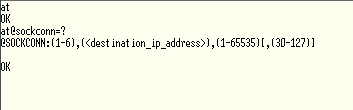 at
OK
at@sockconn=?
@SOCKCONN:(1-6),(<destination_ip_address>),(1-65535)[,(30-127)]
OK